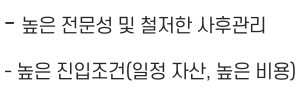 - 높은 전문성 및 철저한 사후관리
- 높은 진입조건(일정 자산, 높은 비용)